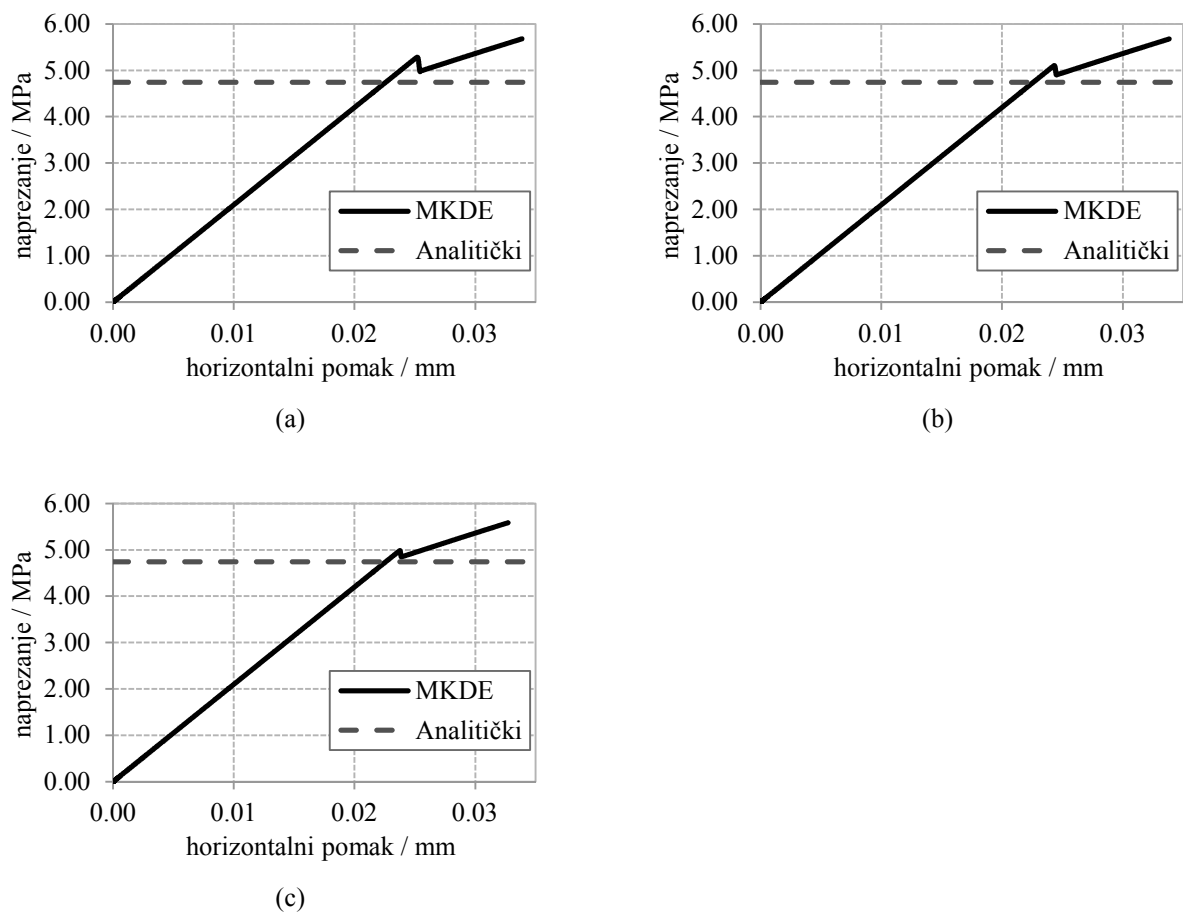 6.00
5.00
4.00
3.00
2.00
1.00
0.00
naprezanje / MPa
MKDE
Analitički
0.00 0.01 0.02 0.03
horizontalni pomak / mm
(a)
6.00
5.00
4.00
3.00
2.00
1.00
0.00
naprezanje / MPa
MKDE
Analitički
0.00 0.01 0.02 0.03
horizontalni pomak / mm
(b)
6.00
5.00
4.00
3.00
2.00
1.00
0.00
naprezanje / MPa
MKDE
Analitički
0.00 0.01 0.02 0.03
horizontalni pomak / mm
(c)